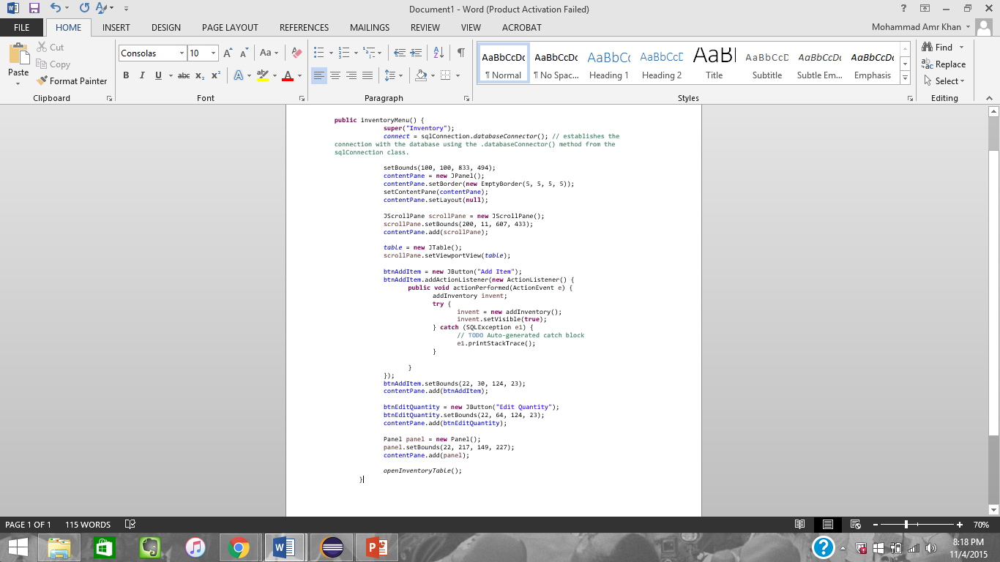 Document1 - Word (Product Activation Failed)
FILE HOME INSERT DESIGN PAGE LAYOUT REFERENCES MAILINGS REVIEW VIEW ACROBAT Mohammad Amr Khan
Paste Cut Copy Format Painter
Consolas 10
AaBbCcDc AaBbCcDc AaBbCc AaBbCcD AaBl AaBbCcD AaBbCcDc AaBbCcDc
¶ Normal ¶ No Spac... Heading 1 Heading 2 Title Subtitle Subtle Em... Emphasis
Find Replace Select
Clipboard Font Paragraph Styles Editing
public inventoryMenu() {
super("Inventory");
connect = sqlConnection.databaseConnector(); // establishes the
connection with the database using the .databaseConnector() method from the
sqlConnection class.
setBounds(100, 100, 833, 494);
contentPane = new JPanel();
contentPane.setBorder(new EmptyBorder(5, 5, 5, 5));
setContentPane(contentPane);
contentPane.setLayout(null);
JScrollPane scrollPane = new JScrollPane();
scrollPane.setBounds(200, 11, 607, 433);
contentPane.add(scrollPane);
table = new JTable();
scrollPane.setViewportView(table);
btnAddItem = new JButton("Add Item");
btnAddItem.addActionListener(new ActionListener() {
public void actionPerformed(ActionEvent e) {
addInventory invent;
try {
invent = new addInventory();
invent.setVisible(true);
} catch (SQLException e1) {
// TODO Auto-generated catch block
e1.printStackTrace();
}
}
});
btnAddItem.setBounds(22, 30, 124, 23);
contentPane.add(btnAddItem);
btnEditQuantity = new JButton("Edit Quantity");
btnEditQuantity.setBounds(22, 64, 124, 23);
contentPane.add(btnEditQuantity);
Panel panel = new Panel();
panel.setBounds(22, 217, 149, 227);
contentPane.add(panel);
openInventoryTable();
}
PAGE 1 OF 1 115 WORDS 70%
8:18 PM
11/4/2015